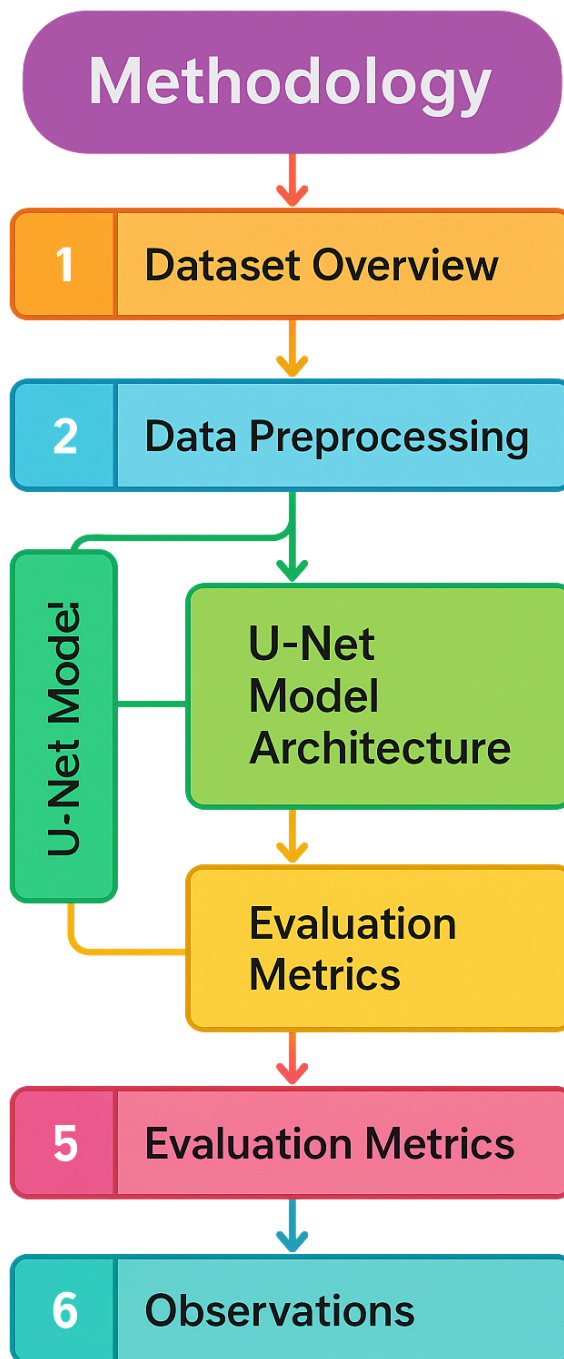 Methodology
1 Dataset Overview
2 Data Preprocessing
U-Net Model
U-Net
Model
Architecture
Evaluation
Metrics
5 Evaluation Metrics
6 Observations